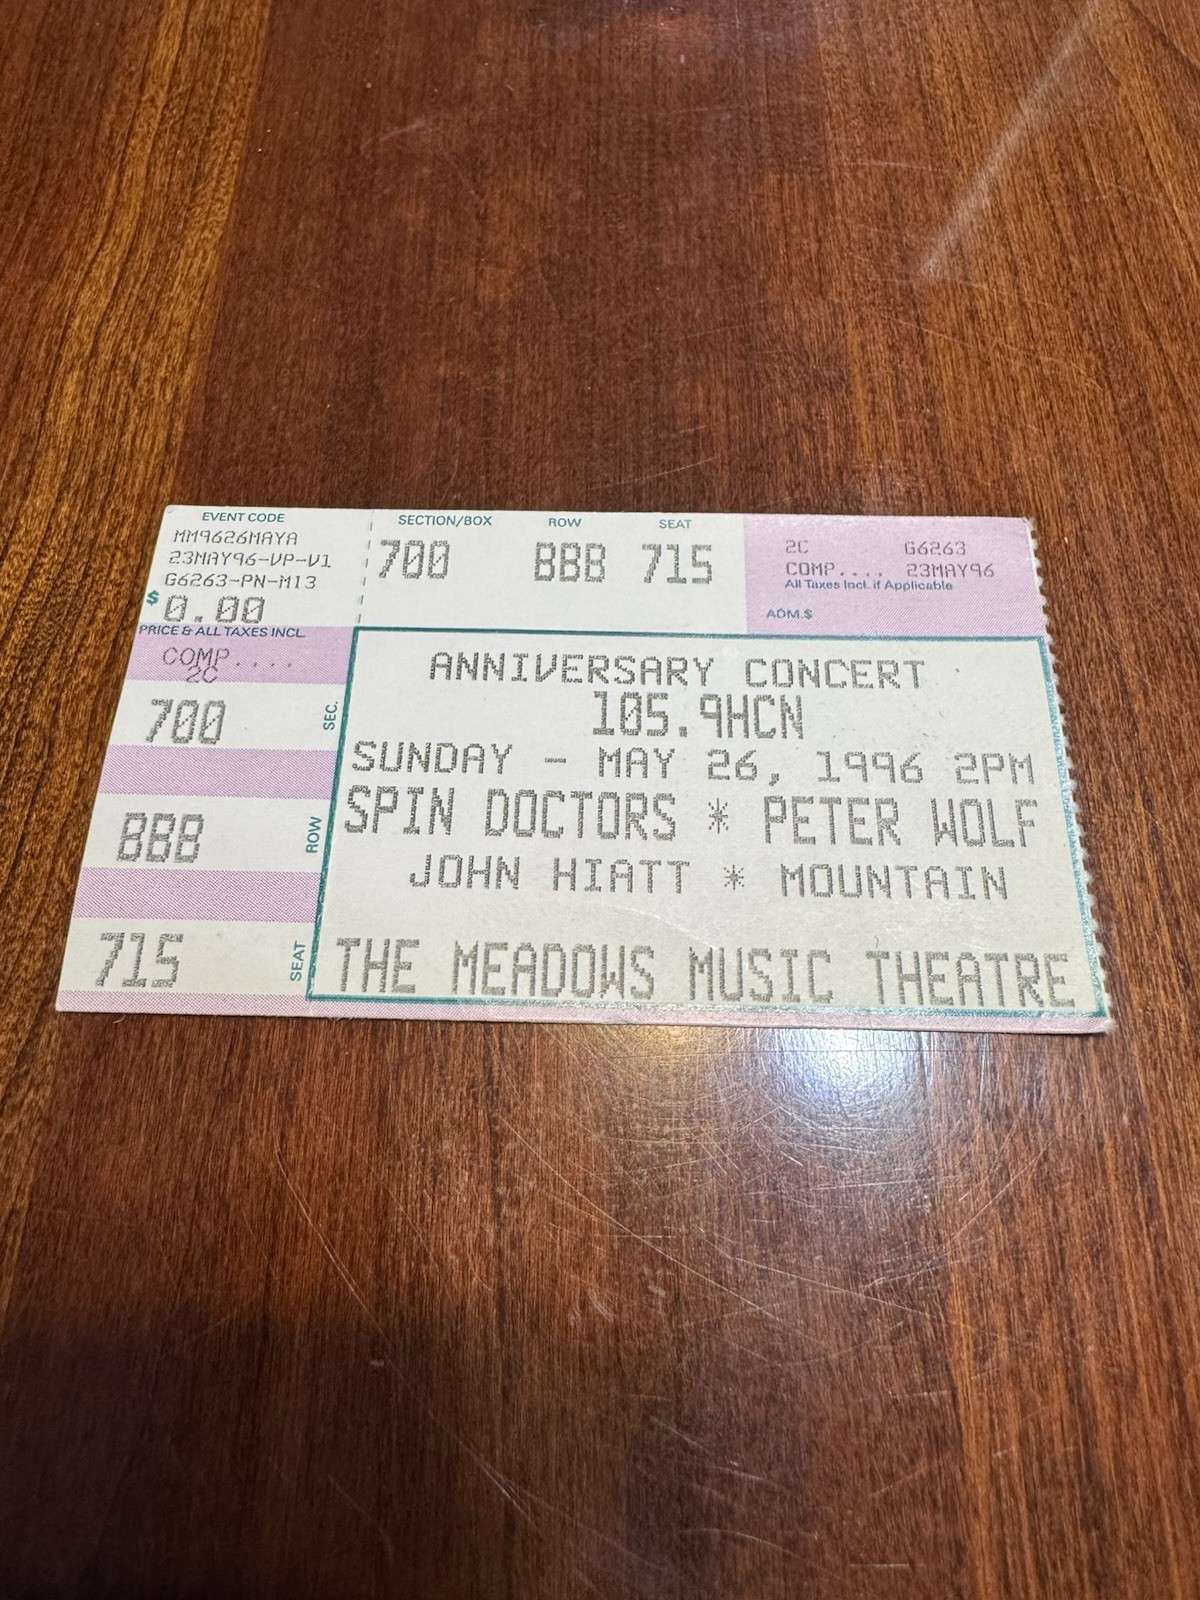 EVENT CODE
MM9626MAYA
23MAY96-VP-V1
G6263-PN-M13
$ 0.00
PRICE & ALL TAXES INCL.
COMP....
2C
700 SEC.
BBB ROW
715 SEAT
SECTION/BOX ROW SEAT
700 BBB 715
2C G6263
COMP.... 23MAY96
All Taxes Incl. if Applicable
ADM.$
ANNIVERSARY CONCERT
105.9HCN
SUNDAY - MAY 26, 1996 2PM
SPIN DOCTORS * PETER WOLF
JOHN HIATT * MOUNTAIN
THE MEADOWS MUSIC THEATRE